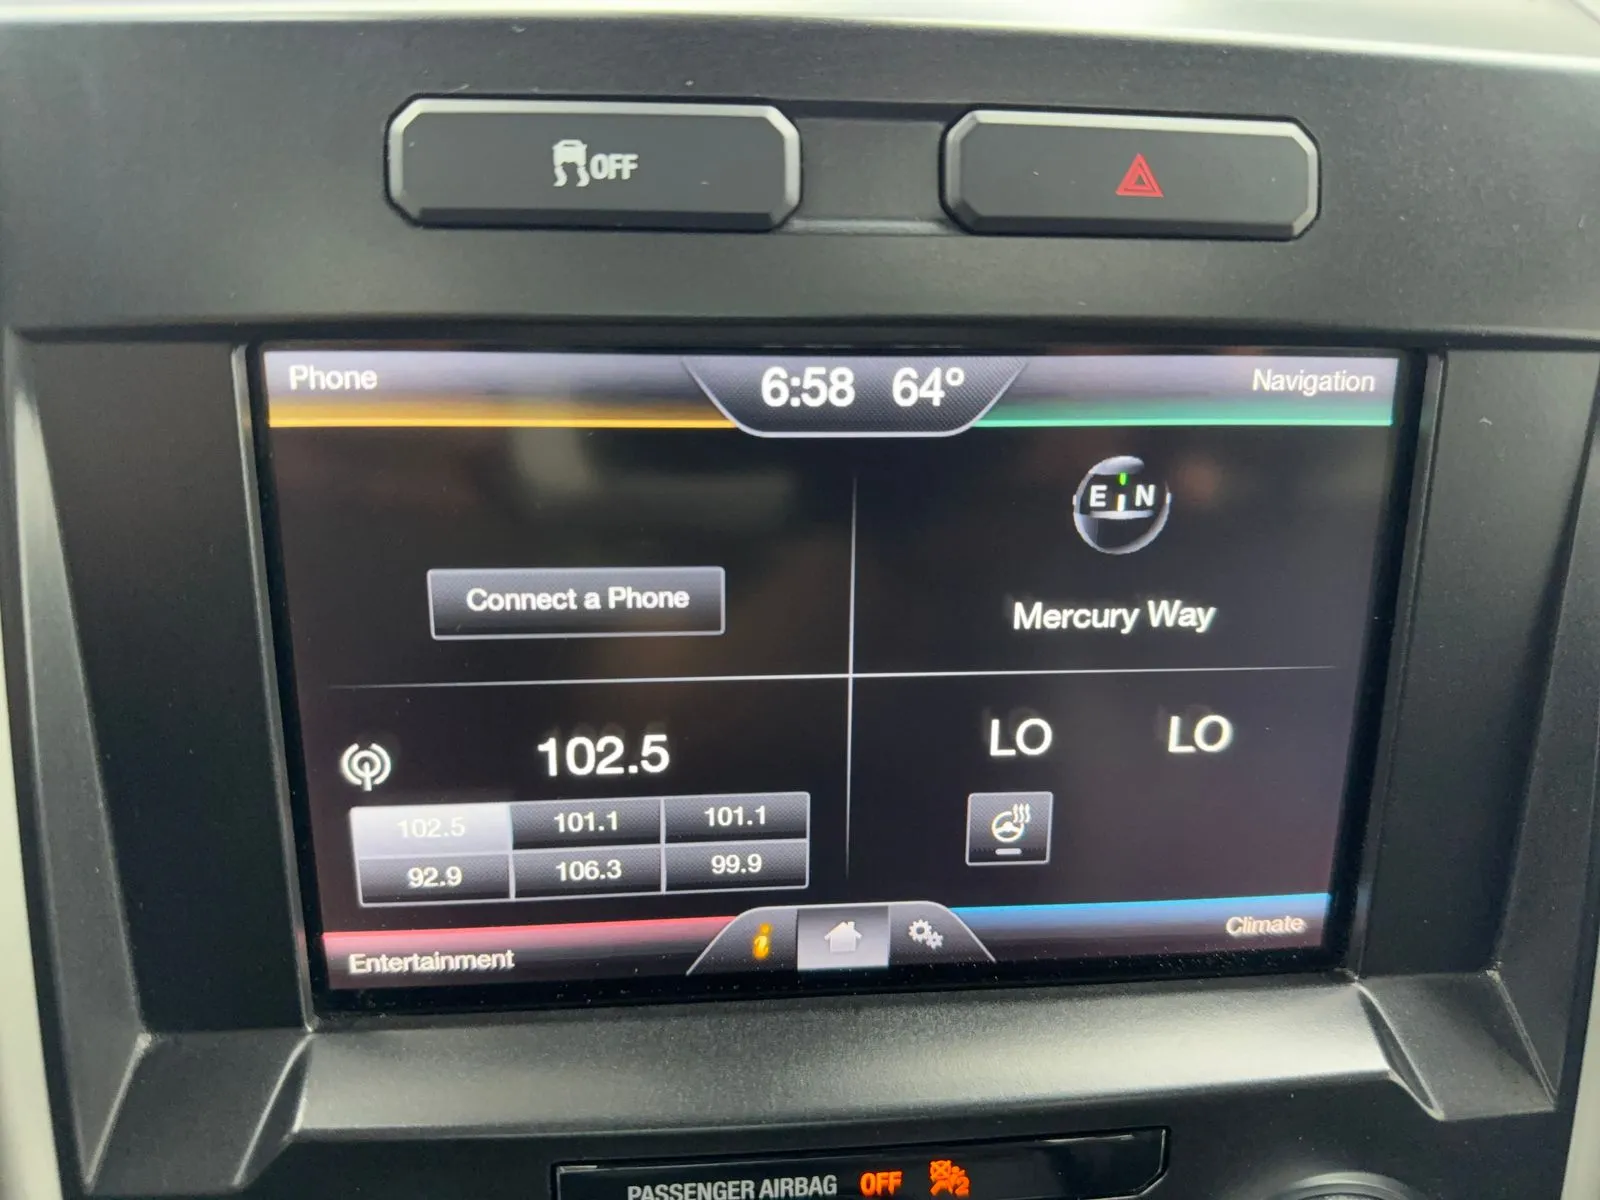 OFF
Phone
6:58 64°
Navigation
E N
Connect a Phone
Mercury Way
102.5
102.5 101.1 101.1
92.9 106.3 99.9
LO LO
i
Entertainment
Climate
PASSENGER AIRBAG OFF 2